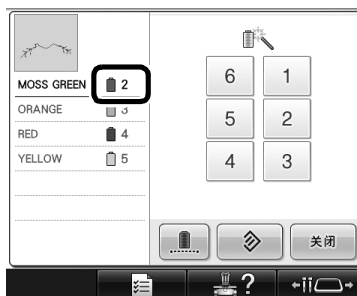 MOSS GREEN 2
ORANGE 3
RED 4
YELLOW 5
6 1
5 2
4 3
关闭
?